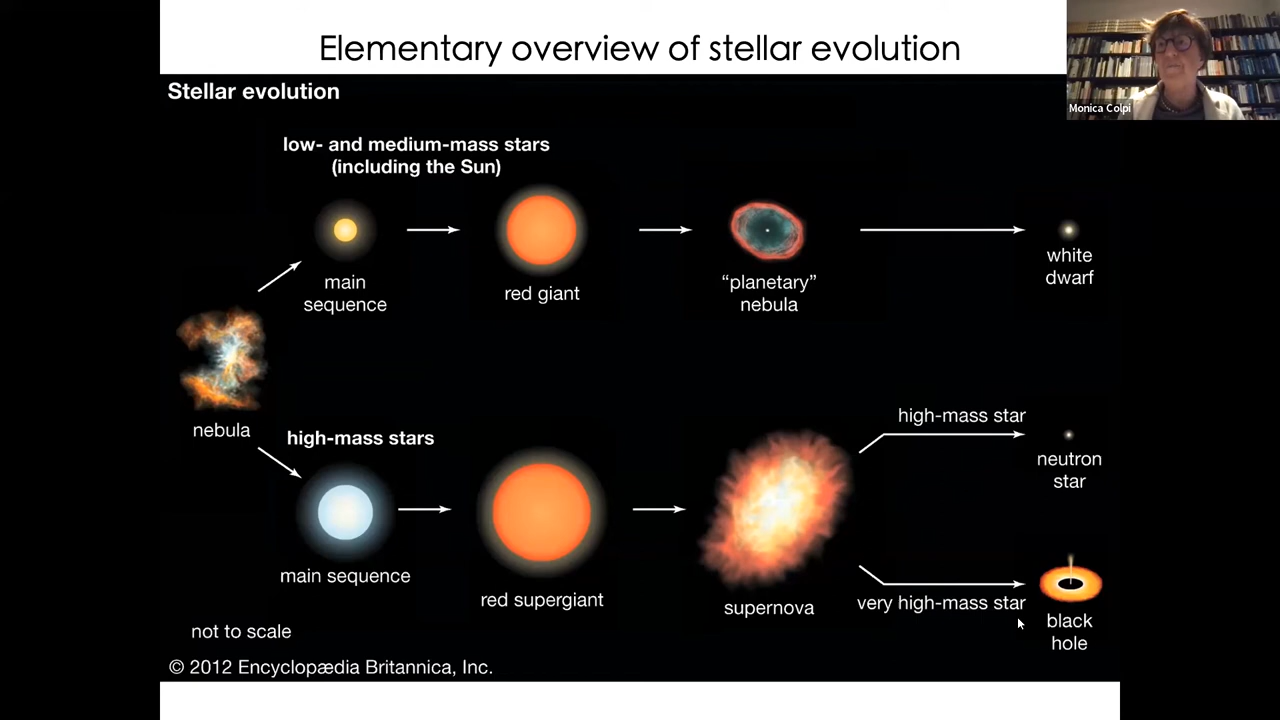 Elementary overview of stellar evolution
Monica Colpi
Stellar evolution
low- and medium-mass stars
(including the Sun)
main
sequence
red giant
“planetary”
nebula
white
dwarf
nebula
high-mass stars
main sequence
red supergiant
supernova
high-mass star
neutron
star
very high-mass star
black
hole
not to scale
© 2012 Encyclopædia Britannica, Inc.